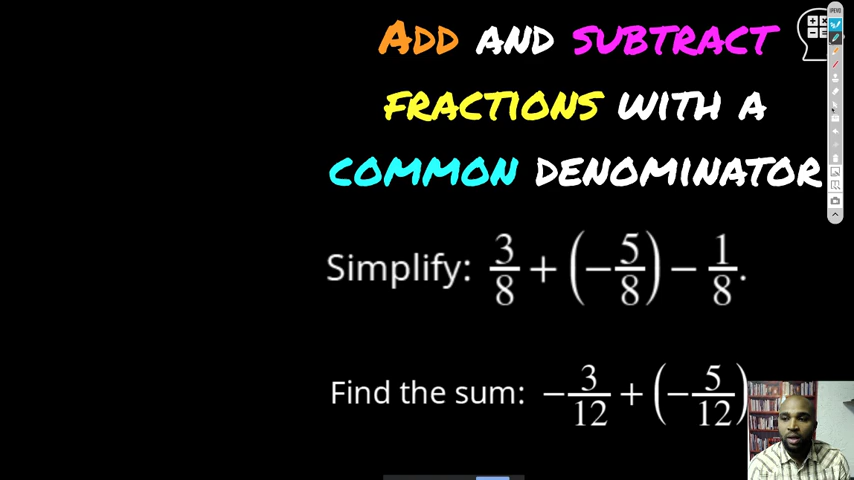 ADD AND SUBTRACT
FRACTIONS WITH A
COMMON DENOMINATOR
Simplify: 3/8 + (−5/8) − 1/8.
Find the sum: −3/12 + (−5/12)
IPEVO